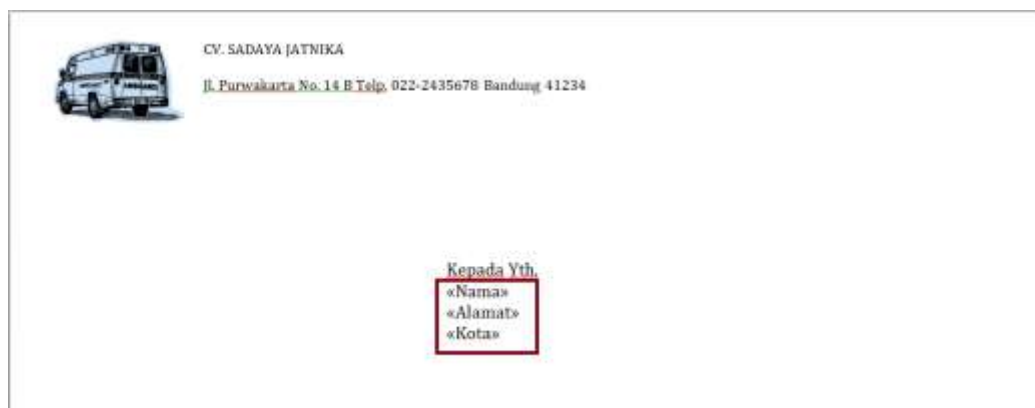 CV. SADAYA JATNIKA
Jl. Purwakarta No. 14 B Telp. 022-2435678 Bandung 41234
Kepada Yth.
«Nama»
«Alamat»
«Kota»